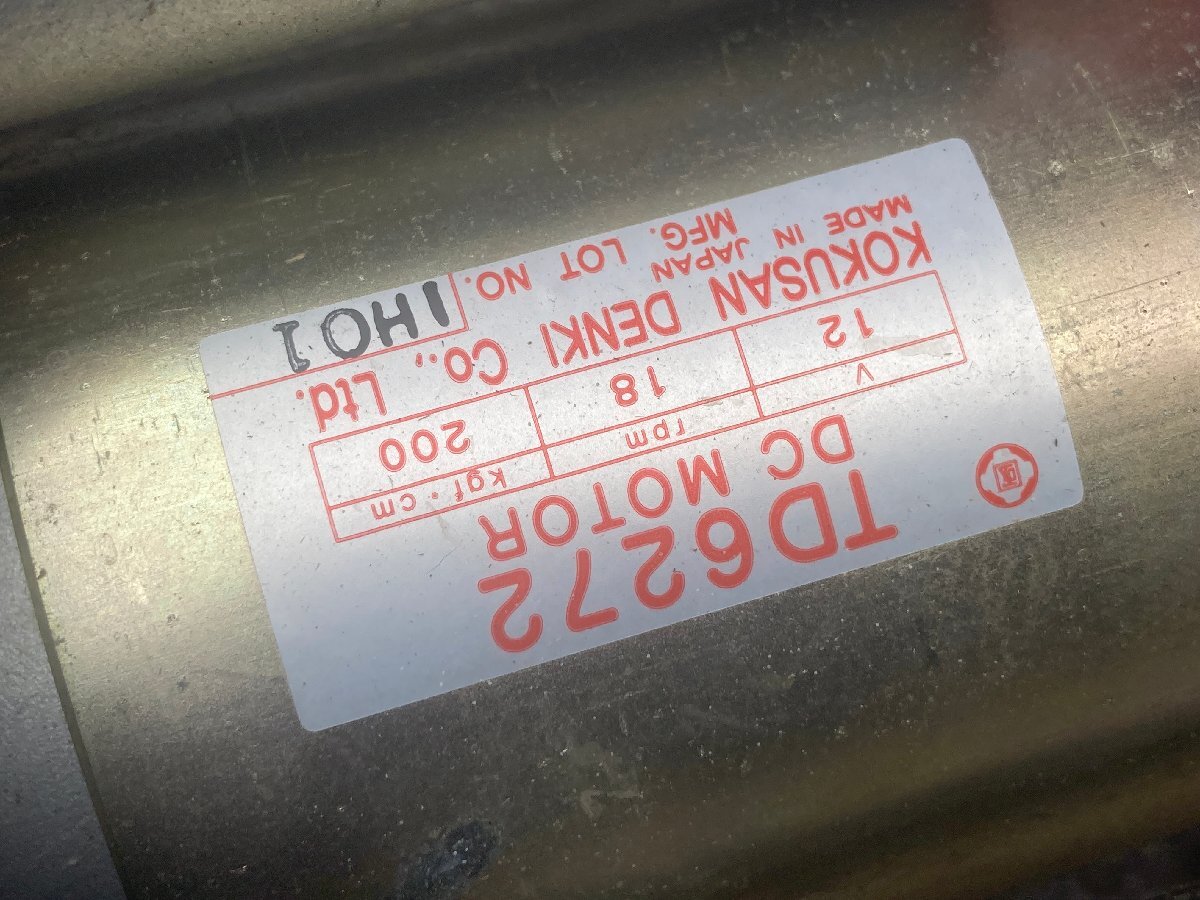 TD6272
DC MOTOR
V rpm kgf·cm
12 18 200
KOKUSAN DENKI Co., Ltd.
MADE IN JAPAN
MFG. LOT NO. 1H01